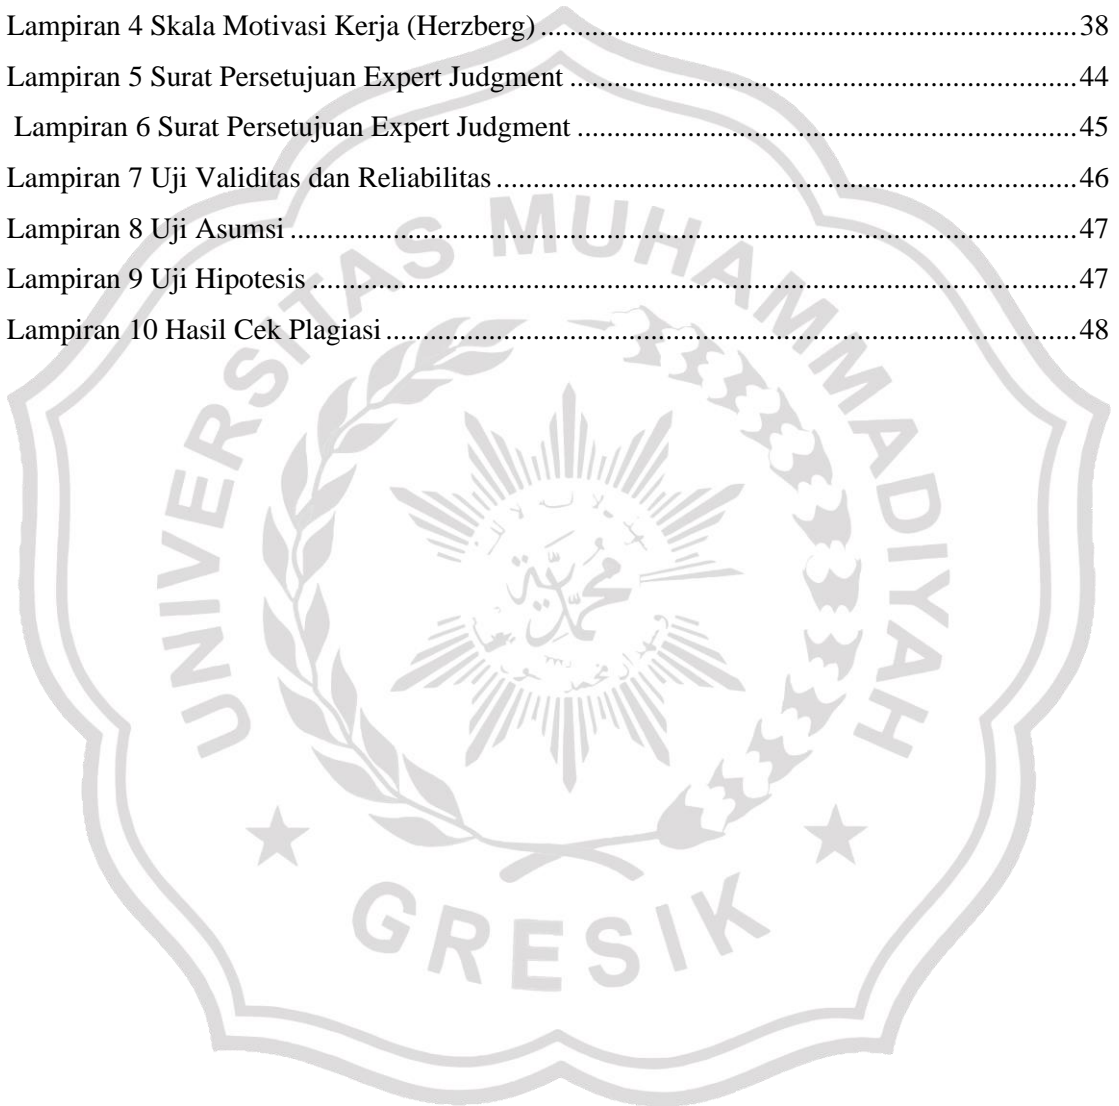 Lampiran 4 Skala Motivasi Kerja (Herzberg) ........ 38
Lampiran 5 Surat Persetujuan Expert Judgment ........ 44
Lampiran 6 Surat Persetujuan Expert Judgment ........ 45
Lampiran 7 Uji Validitas dan Reliabilitas ........ 46
Lampiran 8 Uji Asumsi ........ 47
Lampiran 9 Uji Hipotesis ........ 47
Lampiran 10 Hasil Cek Plagiasi ........ 48
UNIVERSITAS MUHAMMADIYAH
GRESIK